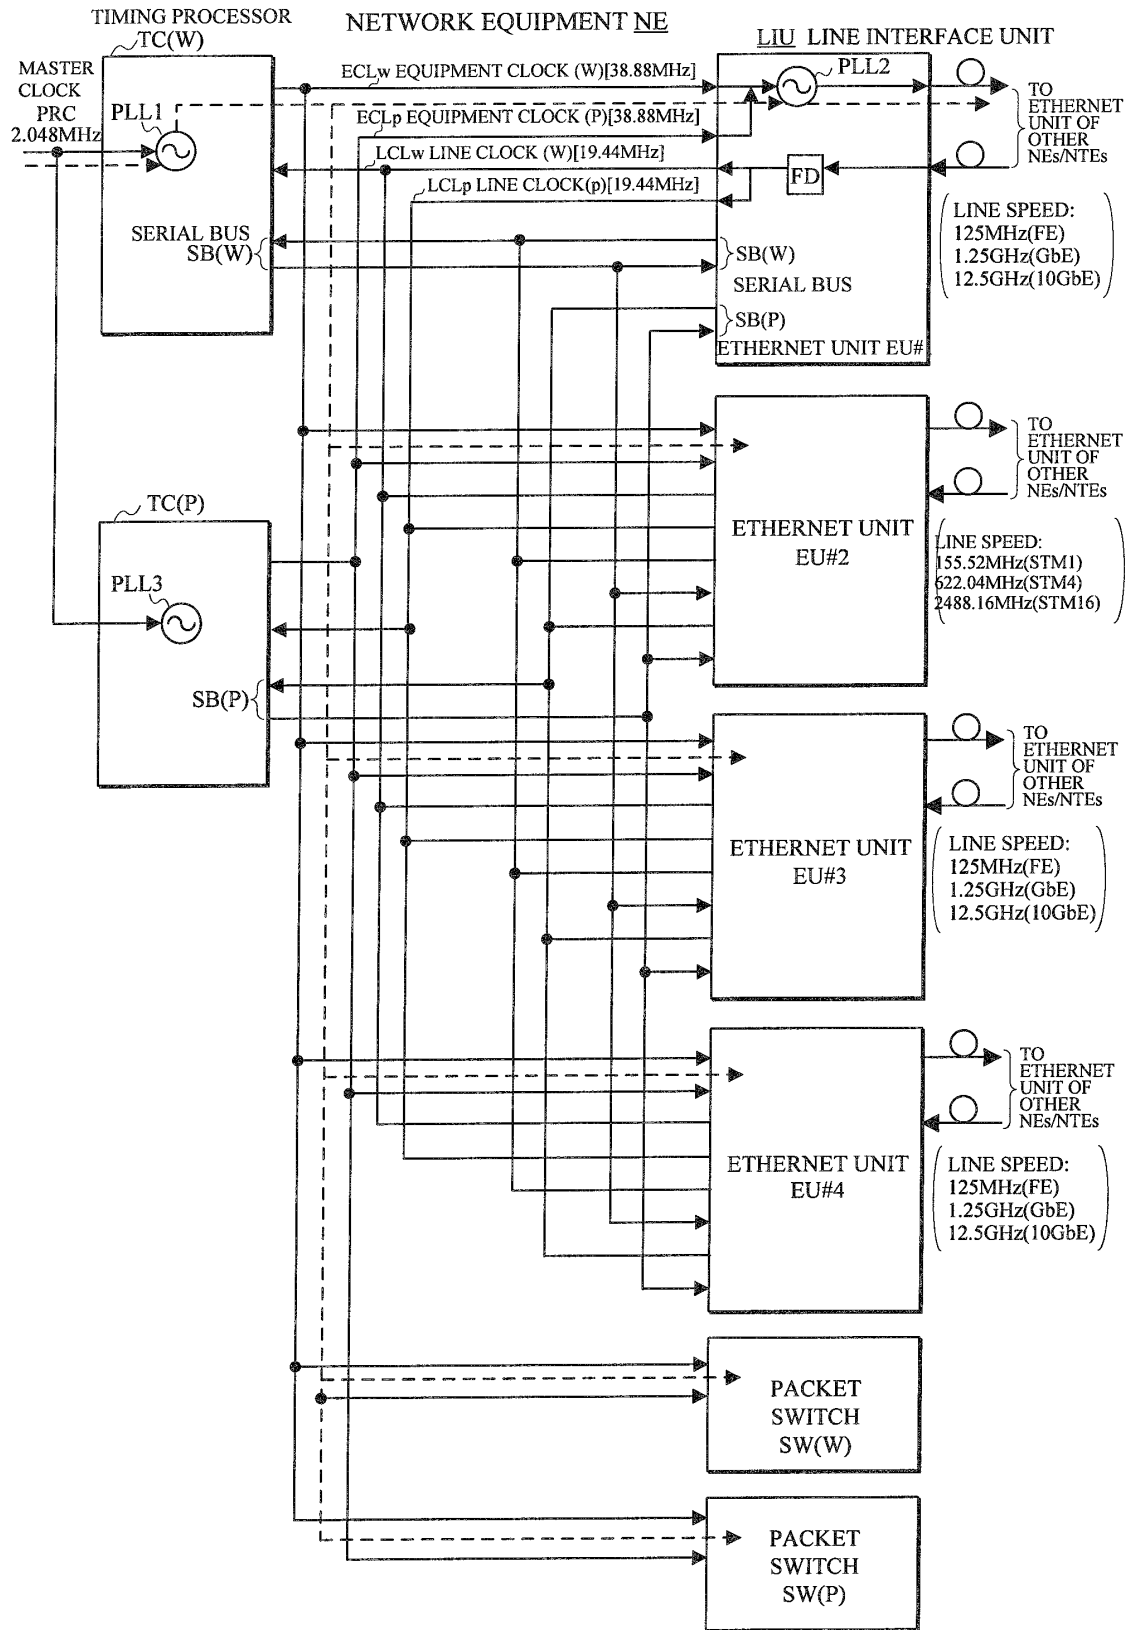 TIMING PROCESSOR
TC(W)
NETWORK EQUIPMENT NE
LIU LINE INTERFACE UNIT
MASTER
CLOCK
PRC
2.048MHz
PLL1
ECLw EQUIPMENT CLOCK (W)[38.88MHz]
PLL2
ECLp EQUIPMENT CLOCK (P)[38.88MHz]
LCLw LINE CLOCK (W)[19.44MHz]
FD
LCLp LINE CLOCK(p)[19.44MHz]
TO
ETHERNET
UNIT OF
OTHER
NEs/NTEs
LINE SPEED:
125MHz(FE)
1.25GHz(GbE)
12.5GHz(10GbE)
SERIAL BUS
SB(W)
SB(W)
SERIAL BUS
SB(P)
ETHERNET UNIT EU#
TO
ETHERNET
UNIT OF
OTHER
NEs/NTEs
TC(P)
PLL3
SB(P)
ETHERNET UNIT
EU#2
LINE SPEED:
155.52MHz(STM1)
622.04MHz(STM4)
2488.16MHz(STM16)
TO
ETHERNET
UNIT OF
OTHER
NEs/NTEs
ETHERNET UNIT
EU#3
LINE SPEED:
125MHz(FE)
1.25GHz(GbE)
12.5GHz(10GbE)
TO
ETHERNET
UNIT OF
OTHER
NEs/NTEs
ETHERNET UNIT
EU#4
LINE SPEED:
125MHz(FE)
1.25GHz(GbE)
12.5GHz(10GbE)
PACKET
SWITCH
SW(W)
PACKET
SWITCH
SW(P)